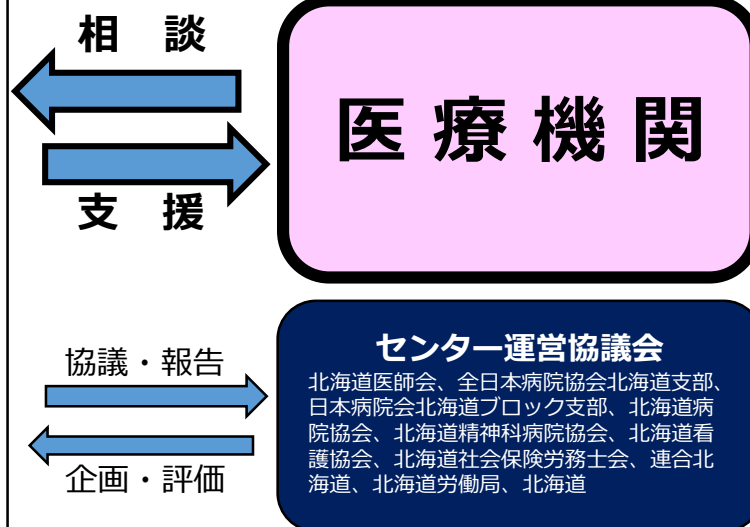 相　談
医 療 機 関
支　援
協議・報告
企画・評価
センター運営協議会
北海道医師会、全日本病院協会北海道支部、
日本病院会北海道ブロック支部、北海道病
院協会、北海道精神科病院協会、北海道看
護協会、北海道社会保険労務士会、連合北
海道、北海道労働局、北海道